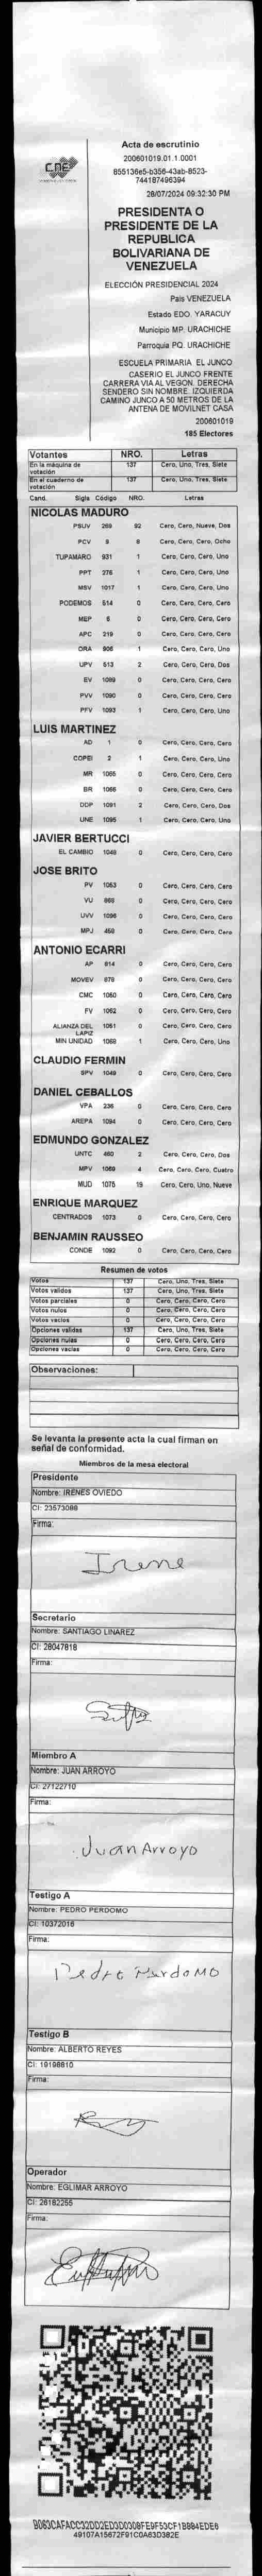 CNE
Acta de escrutinio
200601019.01.1.0001
855136e5-b356-43ab-8523-
744187496394
28/07/2024 09:32:30 PM
PRESIDENTA O
PRESIDENTE DE LA
REPUBLICA
BOLIVARIANA DE
VENEZUELA
ELECCIÓN PRESIDENCIAL 2024
País VENEZUELA
Estado EDO. YARACUY
Municipio MP. URACHICHE
Parroquia PQ. URACHICHE
ESCUELA PRIMARIA EL JUNCO
CASERIO EL JUNCO FRENTE
CARRERA VIA AL VEGON. DERECHA
SENDERO SIN NOMBRE. IZQUIERDA
CAMINO JUNCO A 50 METROS DE LA
ANTENA DE MOVILNET CASA
200601019
185 Electores
Votantes NRO. Letras
En la máquina de votación 137 Cero, Uno, Tres, Siete
En el cuaderno de votación 137 Cero, Uno, Tres, Siete
Cand. Sigla Código NRO. Letras
NICOLAS MADURO
PSUV 269 92 Cero, Cero, Nueve, Dos
PCV 9 8 Cero, Cero, Cero, Ocho
TUPAMARO 931 1 Cero, Cero, Cero, Uno
PPT 276 1 Cero, Cero, Cero, Uno
MSV 1017 1 Cero, Cero, Cero, Uno
PODEMOS 514 0 Cero, Cero, Cero, Cero
MEP 6 0 Cero, Cero, Cero, Cero
APC 219 0 Cero, Cero, Cero, Cero
ORA 906 1 Cero, Cero, Cero, Uno
UPV 513 2 Cero, Cero, Cero, Dos
EV 1089 0 Cero, Cero, Cero, Cero
PVV 1090 0 Cero, Cero, Cero, Cero
PFV 1093 1 Cero, Cero, Cero, Uno
LUIS MARTINEZ
AD 1 0 Cero, Cero, Cero, Cero
COPEI 2 1 Cero, Cero, Cero, Uno
MR 1065 0 Cero, Cero, Cero, Cero
BR 1066 0 Cero, Cero, Cero, Cero
DDP 1091 2 Cero, Cero, Cero, Dos
UNE 1095 1 Cero, Cero, Cero, Uno
JAVIER BERTUCCI
EL CAMBIO 1048 0 Cero, Cero, Cero, Cero
JOSE BRITO
PV 1053 0 Cero, Cero, Cero, Cero
VU 868 0 Cero, Cero, Cero, Cero
UVV 1096 0 Cero, Cero, Cero, Cero
MPJ 459 0 Cero, Cero, Cero, Cero
ANTONIO ECARRI
AP 914 0 Cero, Cero, Cero, Cero
MOVEV 878 0 Cero, Cero, Cero, Cero
CMC 1050 0 Cero, Cero, Cero, Cero
FV 1052 0 Cero, Cero, Cero, Cero
ALIANZA DEL LAPIZ 1051 0 Cero, Cero, Cero, Cero
MIN UNIDAD 1068 1 Cero, Cero, Cero, Uno
CLAUDIO FERMIN
SPV 1049 0 Cero, Cero, Cero, Cero
DANIEL CEBALLOS
VPA 236 0 Cero, Cero, Cero, Cero
AREPA 1094 0 Cero, Cero, Cero, Cero
EDMUNDO GONZALEZ
UNTC 460 2 Cero, Cero, Cero, Dos
MPV 1069 4 Cero, Cero, Cero, Cuatro
MUD 1075 19 Cero, Cero, Uno, Nueve
ENRIQUE MARQUEZ
CENTRADOS 1073 0 Cero, Cero, Cero, Cero
BENJAMIN RAUSSEO
CONDE 1092 0 Cero, Cero, Cero, Cero
Resumen de votos
Votos 137 Cero, Uno, Tres, Siete
Votos validos 137 Cero, Uno, Tres, Siete
Votos parciales 0 Cero, Cero, Cero, Cero
Votos nulos 0 Cero, Cero, Cero, Cero
Votos vacios 0 Cero, Cero, Cero, Cero
Opciones validas 137 Cero, Uno, Tres, Siete
Opciones nulas 0 Cero, Cero, Cero, Cero
Opciones vacias 0 Cero, Cero, Cero, Cero
Observaciones:
Se levanta la presente acta la cual firman en
señal de conformidad.
Miembros de la mesa electoral
Presidente
Nombre: IRENES OVIEDO
CI: 23573088
Firma:
Irene
Secretario
Nombre: SANTIAGO LINAREZ
CI: 26047818
Firma:
Miembro A
Nombre: JUAN ARROYO
CI: 27122710
Firma:
Juan Arroyo
Testigo A
Nombre: PEDRO PERDOMO
CI: 10372016
Firma:
Pedro PerdoMO
Testigo B
Nombre: ALBERTO REYES
CI: 19198810
Firma:
Operador
Nombre: EGLIMAR ARROYO
CI: 26182255
Firma:
49107A15672F91C0A63D382E